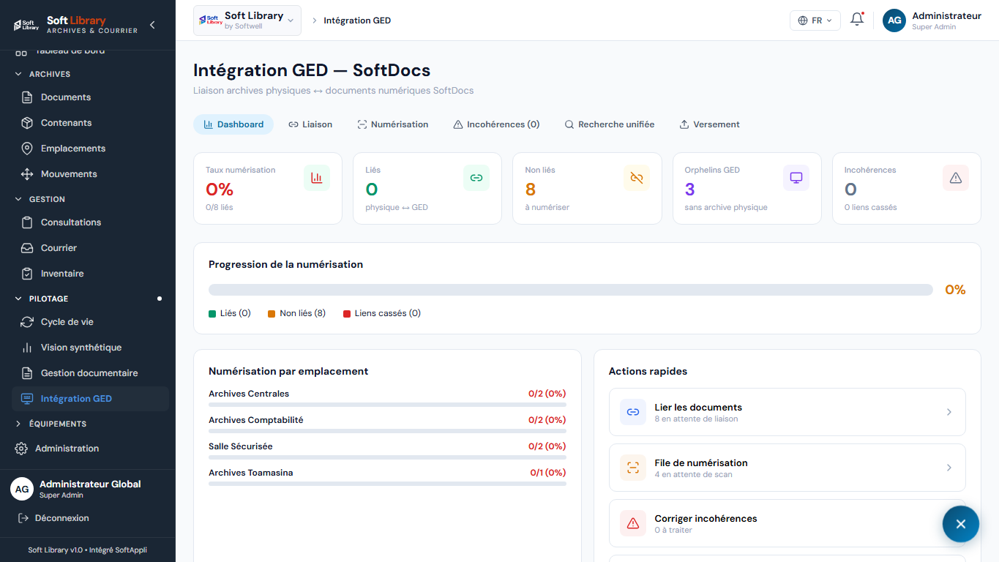 Soft Library
Soft Library
ARCHIVES & COURRIER
Tableau de bord
ARCHIVES
Documents
Contenants
Emplacements
Mouvements
GESTION
Consultations
Courrier
Inventaire
PILOTAGE
Cycle de vie
Vision synthétique
Gestion documentaire
Intégration GED
ÉQUIPEMENTS
Administration
AG
Administrateur Global
Super Admin
Déconnexion
Soft Library v1.0 • Intégré SoftAppli
Soft Library
Soft Library
by Softwell
Intégration GED
FR
AG
Administrateur
Super Admin
Intégration GED — SoftDocs
Liaison archives physiques ↔ documents numériques SoftDocs
Dashboard
Liaison
Numérisation
Incohérences (0)
Recherche unifiée
Versement
Taux numérisation
0%
0/8 liés
Liés
0
physique ↔ GED
Non liés
8
à numériser
Orphelins GED
3
sans archive physique
Incohérences
0
0 liens cassés
Progression de la numérisation
0%
Liés (0)
Non liés (8)
Liens cassés (0)
Numérisation par emplacement
Archives Centrales 0/2 (0%)
Archives Comptabilité 0/2 (0%)
Salle Sécurisée 0/2 (0%)
Archives Toamasina 0/1 (0%)
Actions rapides
Lier les documents
8 en attente de liaison
File de numérisation
4 en attente de scan
Corriger incohérences
0 à traiter